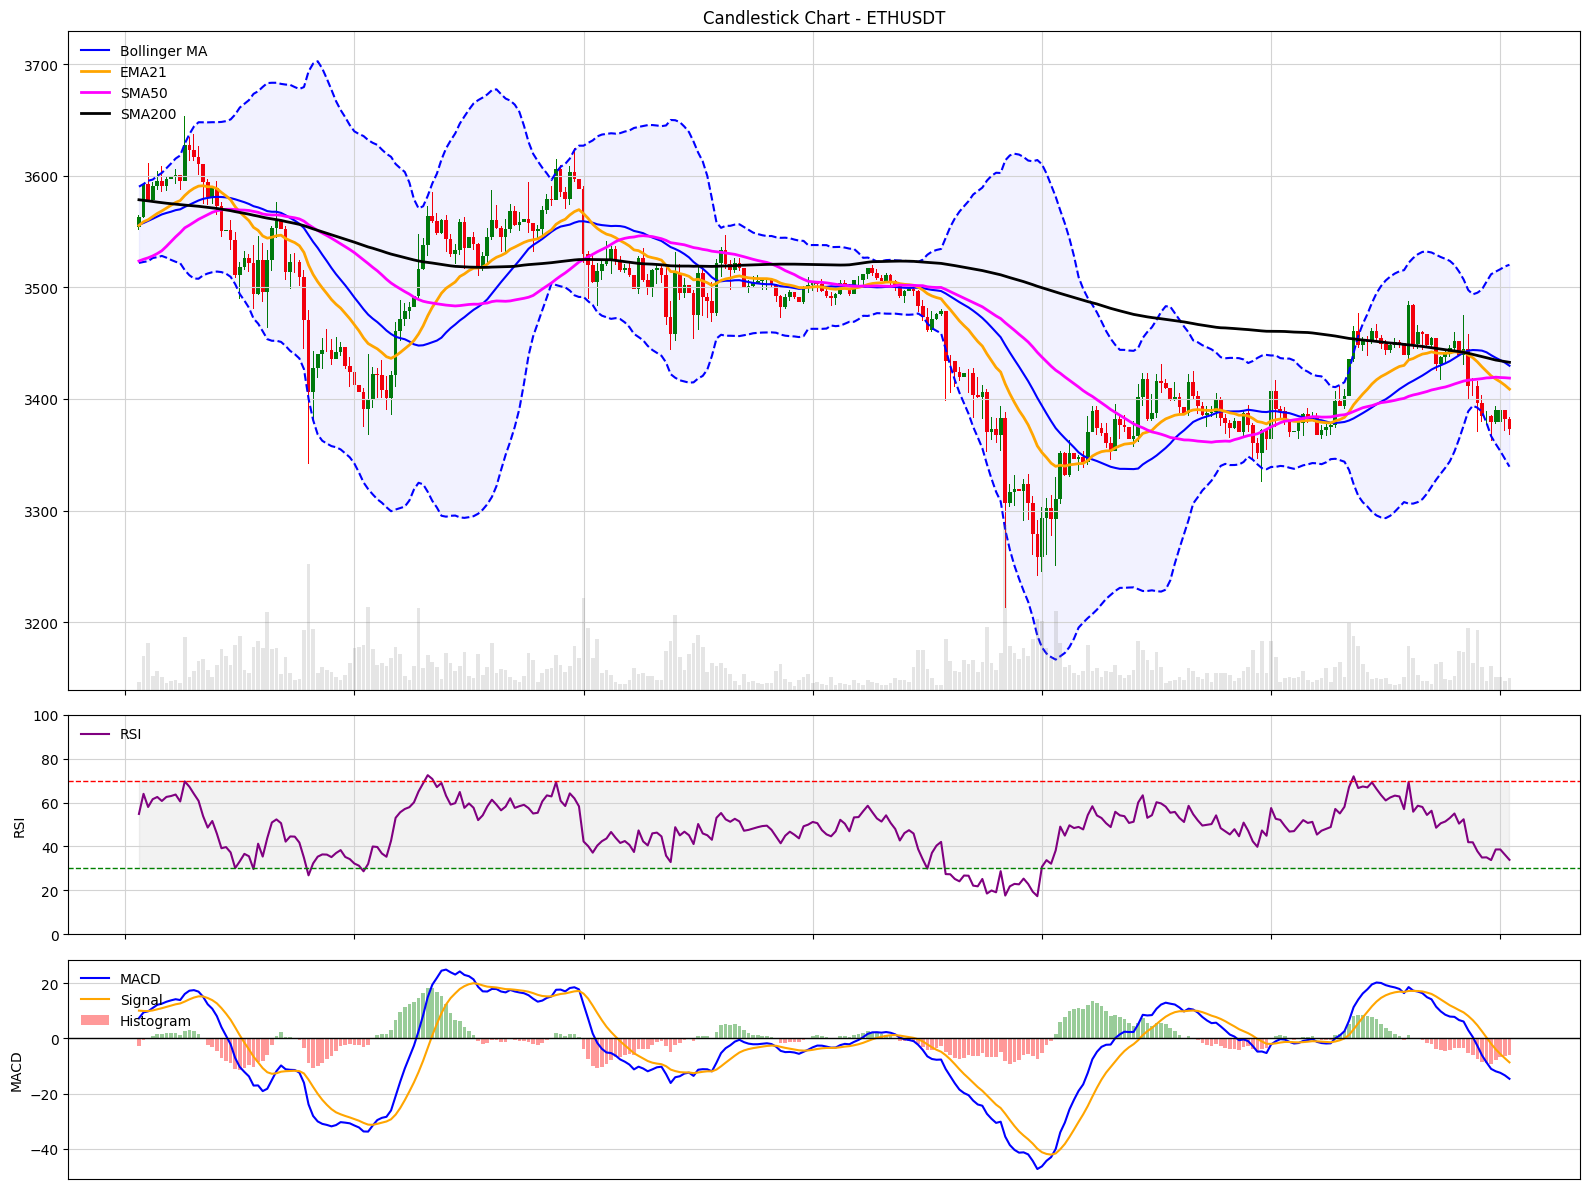 Candlestick Chart - ETHUSDT
Bollinger MA
EMA21
SMA50
SMA200
3700
3600
3500
3400
3300
3200
RSI
100
80
60
40
20
0
RSI
MACD
Signal
Histogram
20
0
−20
−40
MACD